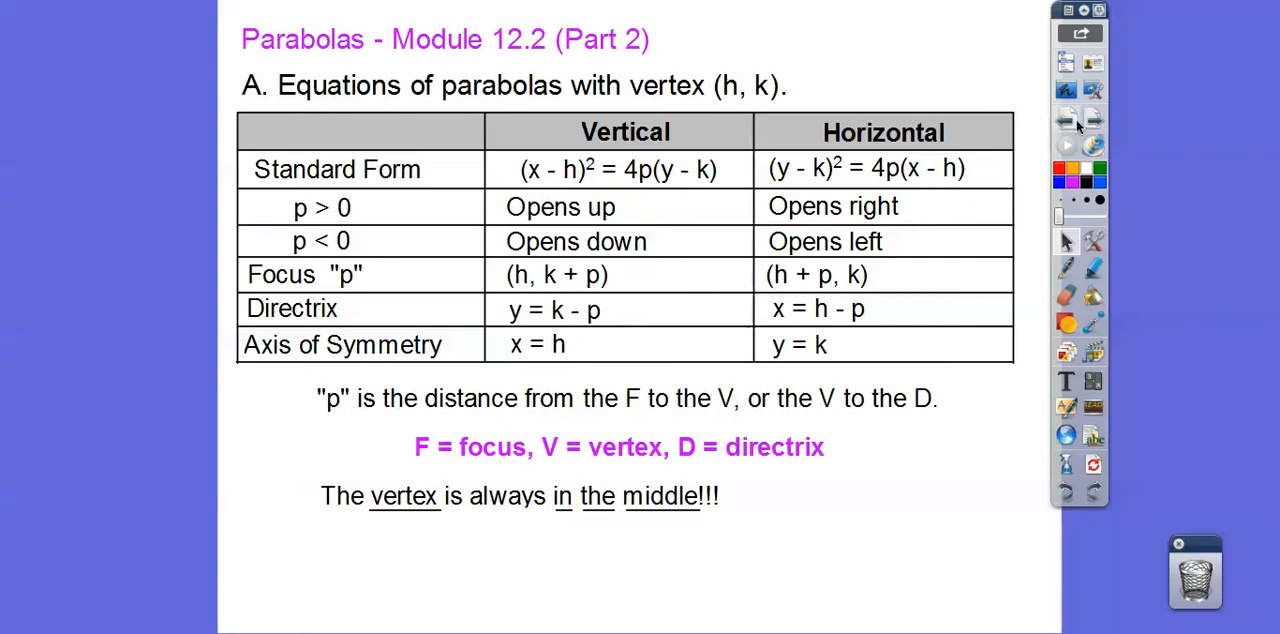 Parabolas - Module 12.2 (Part 2)
A. Equations of parabolas with vertex (h, k).
Vertical Horizontal
Standard Form (x - h)² = 4p(y - k) (y - k)² = 4p(x - h)
p > 0 Opens up Opens right
p < 0 Opens down Opens left
Focus "p" (h, k + p) (h + p, k)
Directrix y = k - p x = h - p
Axis of Symmetry x = h y = k
"p" is the distance from the F to the V, or the V to the D.
F = focus, V = vertex, D = directrix
The vertex is always in the middle!!!
T
abc